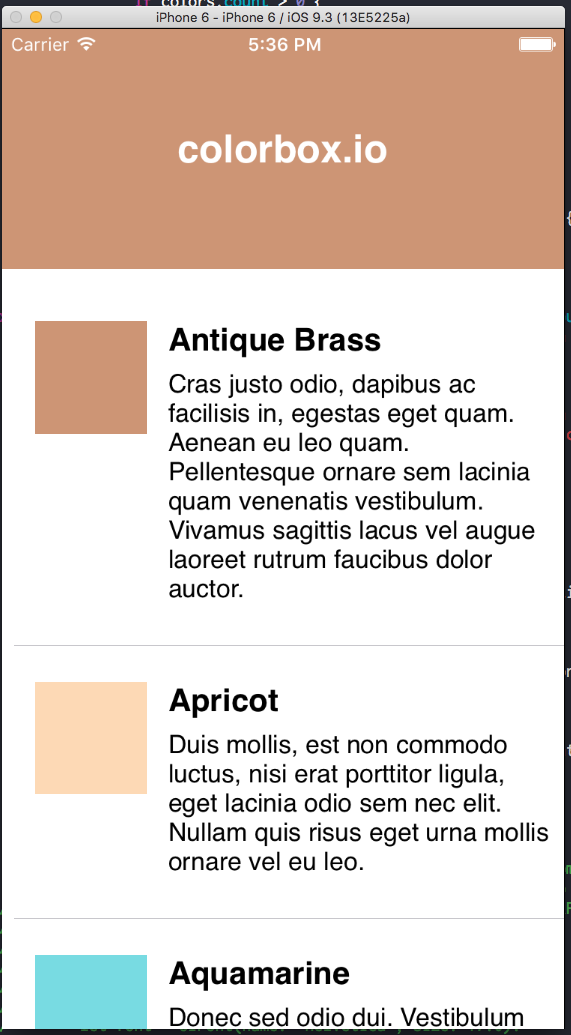 if colors.count > 0 {
iPhone 6 - iPhone 6 / iOS 9.3 (13E5225a)
Carrier 5:36 PM
colorbox.io
Antique Brass
Cras justo odio, dapibus ac
facilisis in, egestas eget quam.
Aenean eu leo quam.
Pellentesque ornare sem lacinia
quam venenatis vestibulum.
Vivamus sagittis lacus vel augue
laoreet rutrum faucibus dolor
auctor.
Apricot
Duis mollis, est non commodo
luctus, nisi erat porttitor ligula,
eget lacinia odio sem nec elit.
Nullam quis risus eget urna mollis
ornare vel eu leo.
Aquamarine
Donec sed odio dui. Vestibulum